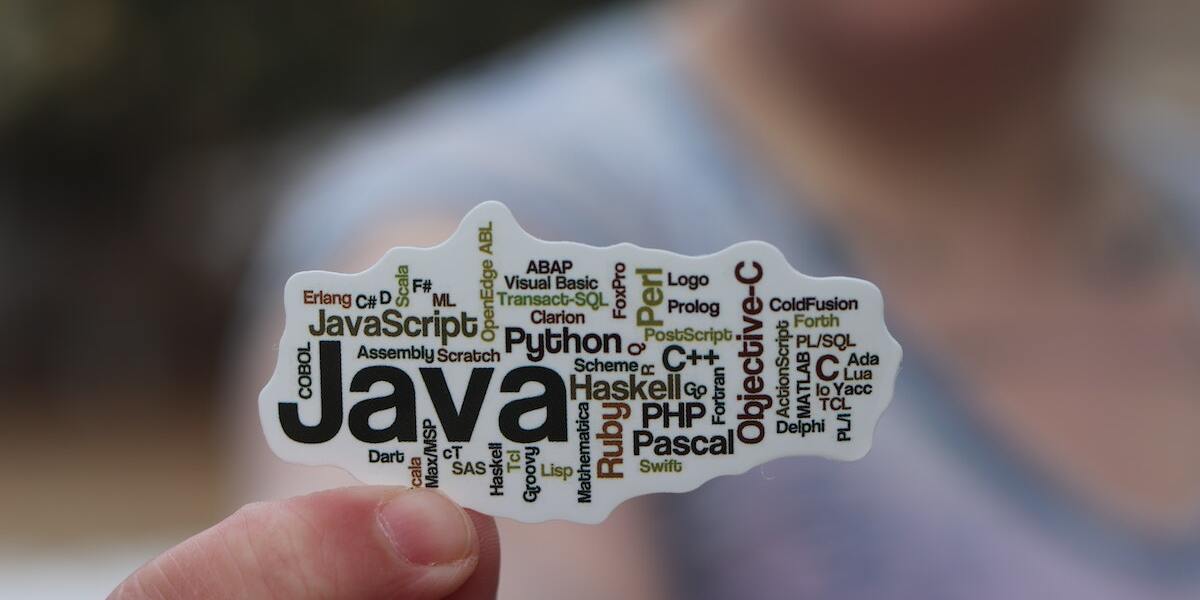 OpenEdge ABL
Erlang
C#
D
Scala
F#
ML
JavaScript
ABAP
Visual Basic
Transact-SQL
Clarion
FoxPro
Perl
Logo
Prolog
PostScript
Objective-C
ColdFusion
Forth
PL/SQL
ActionScript
MATLAB
C
Ada
Lua
Io
Yacc
TCL
PL/I
Delphi
COBOL
Assembly
Scratch
Python
Q
R
Scheme
C++
Java
Haskell
Go
Fortran
Ruby
PHP
Pascal
Swift
Mathematica
Dart
Max/MSP
cT
SAS
Haskell
Tcl
Groovy
Lisp